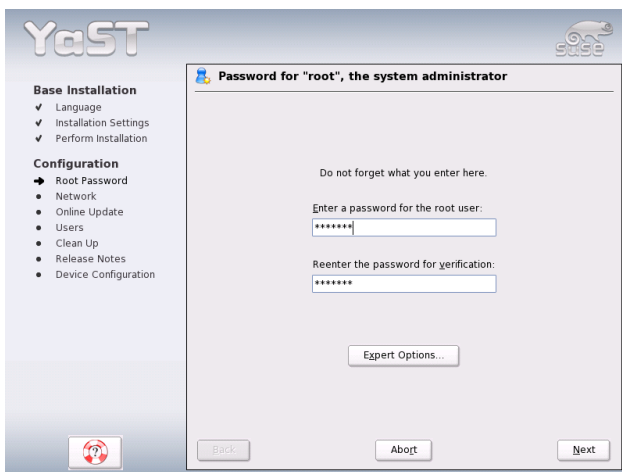 YaST
SUSE
Base Installation
Language
Installation Settings
Perform Installation
Configuration
Root Password
Network
Online Update
Users
Clean Up
Release Notes
Device Configuration
Password for "root", the system administrator
Do not forget what you enter here.
Enter a password for the root user:
*******
Reenter the password for verification:
*******
Expert Options...
?
Back
Abort
Next